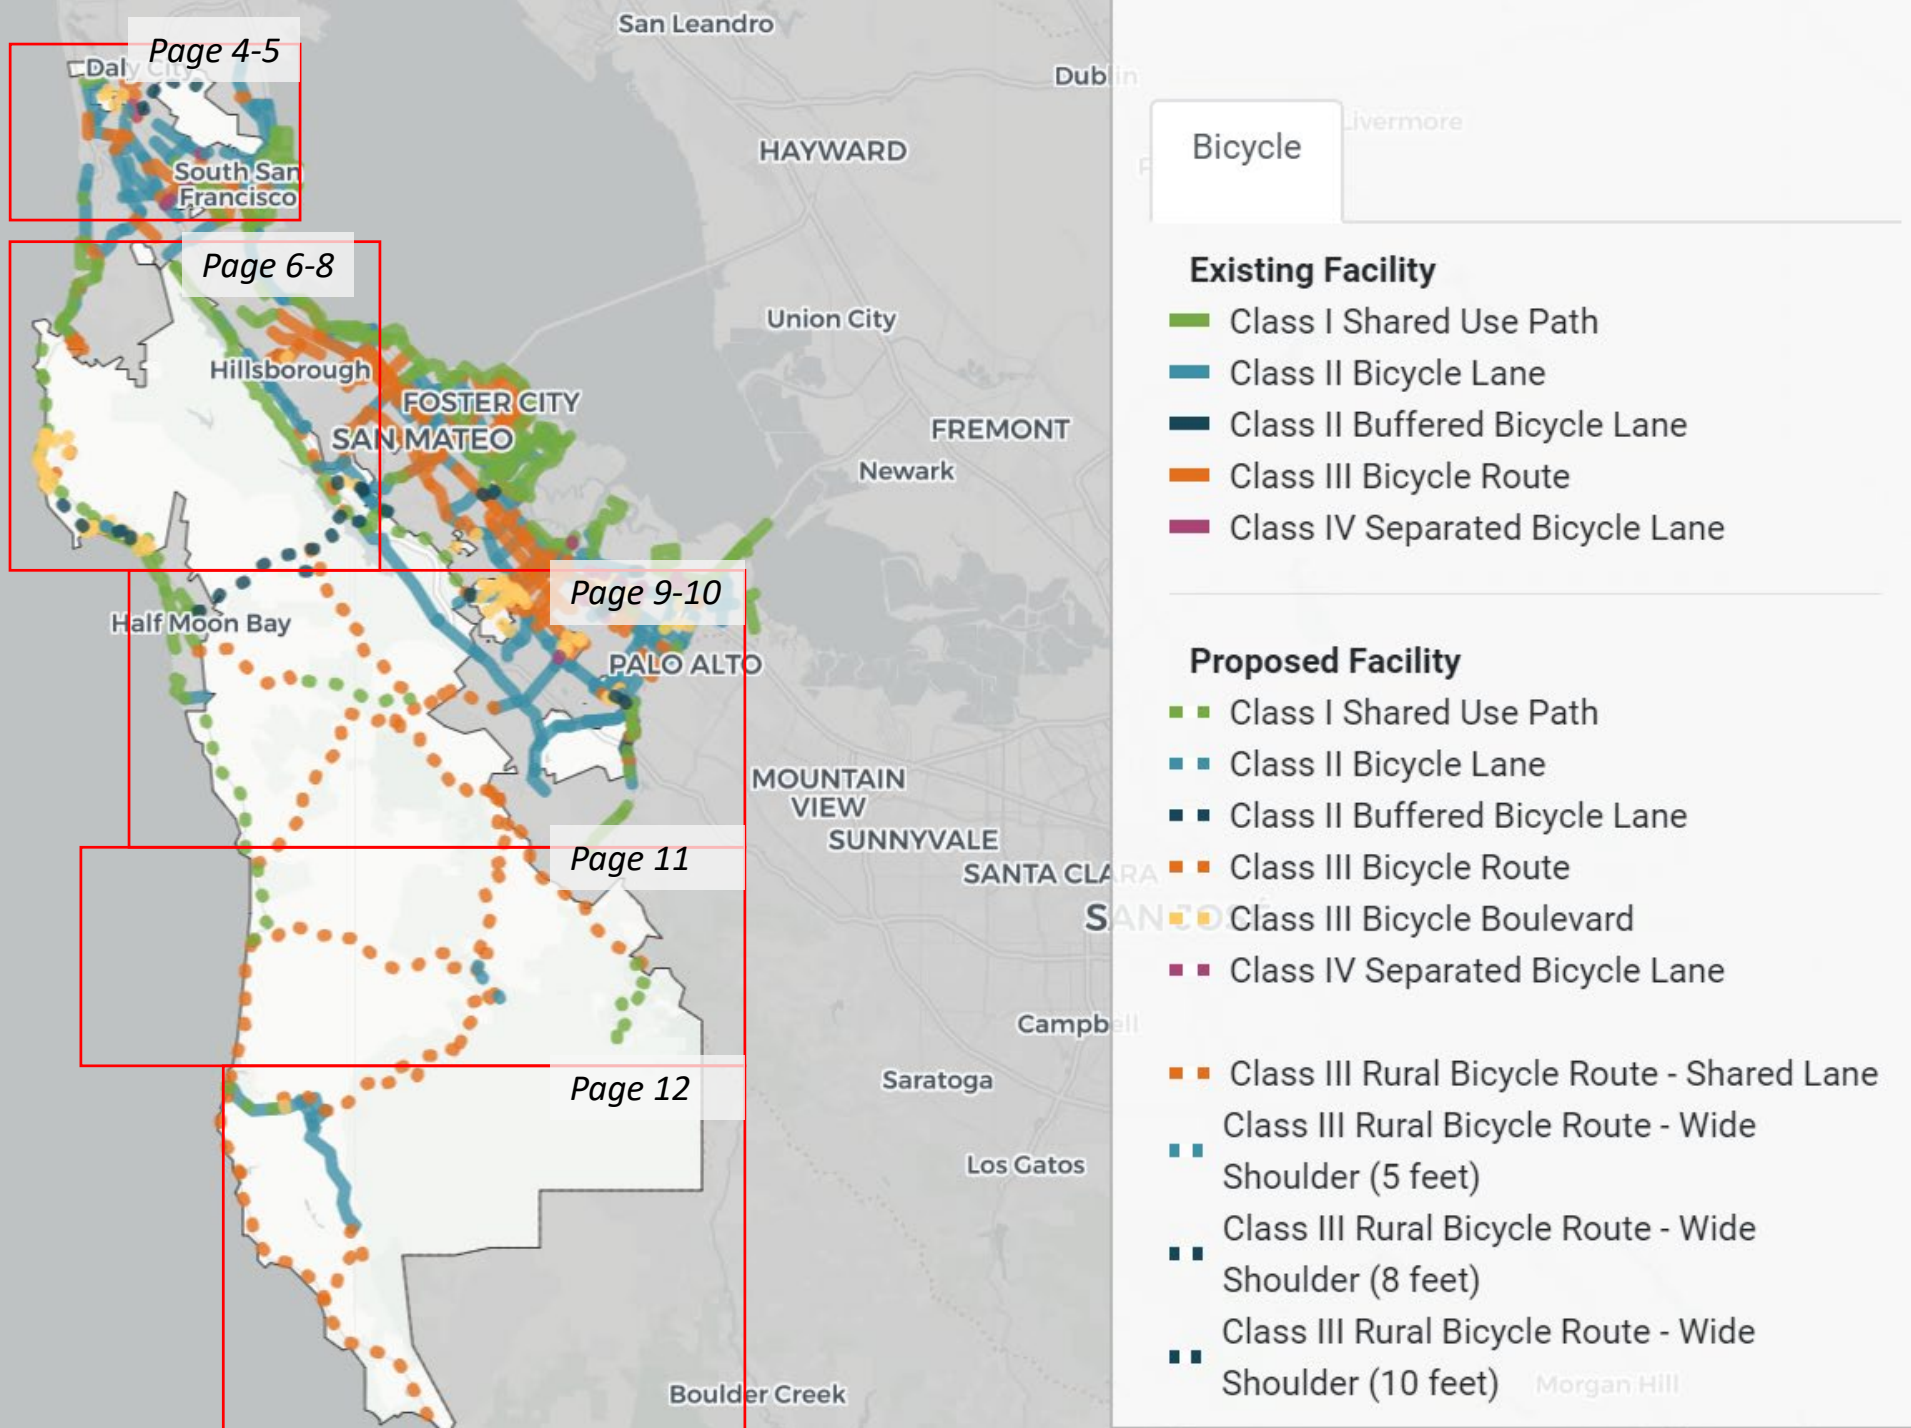 San Leandro
Page 4-5
Daly City
Dublin
Livermore
HAYWARD
Bicycle
South San
Francisco
Page 6-8
Existing Facility
Class I Shared Use Path
Union City
Hillsborough
Class II Bicycle Lane
FOSTER CITY
SAN MATEO
FREMONT
Class II Buffered Bicycle Lane
Newark
Class III Bicycle Route
Class IV Separated Bicycle Lane
Page 9-10
Half Moon Bay
PALO ALTO
Proposed Facility
Class I Shared Use Path
MOUNTAIN
VIEW
Class II Bicycle Lane
SUNNYVALE
Class II Buffered Bicycle Lane
Page 11
SANTA CLARA
Class III Bicycle Route
SAN JOSE
Class III Bicycle Boulevard
Class IV Separated Bicycle Lane
Campbell
Page 12
Saratoga
Class III Rural Bicycle Route - Shared Lane
Class III Rural Bicycle Route - Wide
Shoulder (5 feet)
Los Gatos
Class III Rural Bicycle Route - Wide
Shoulder (8 feet)
Class III Rural Bicycle Route - Wide
Shoulder (10 feet)
Boulder Creek
Morgan Hill